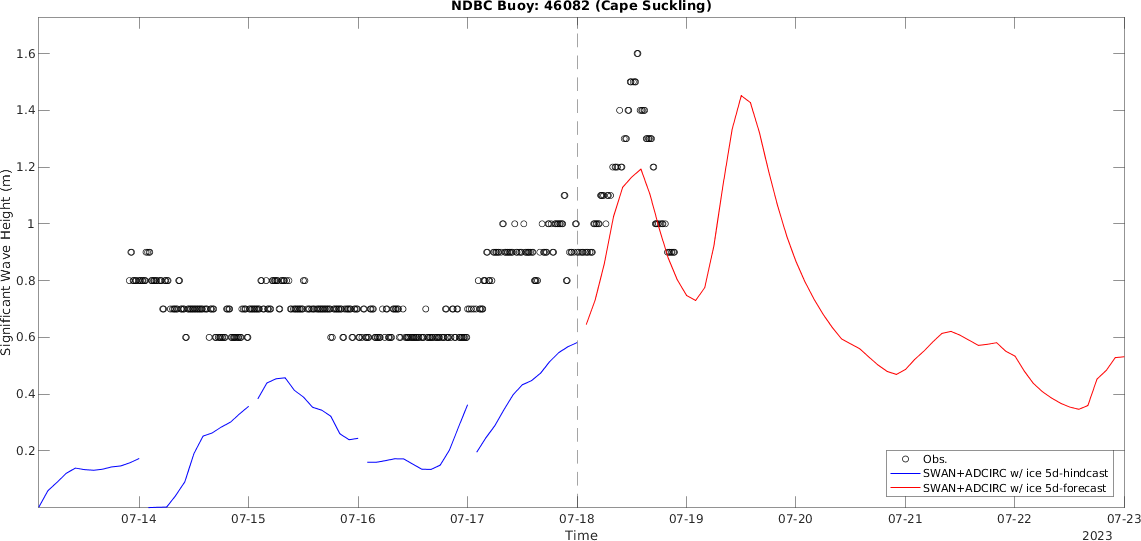 NDBC Buoy: 46082 (Cape Suckling)
1.6
1.4
1.2
1
0.8
0.6
0.4
0.2
Significant Wave Height (m)
Obs.
SWAN+ADCIRC w/ ice 5d-hindcast
SWAN+ADCIRC w/ ice 5d-forecast
07-14 07-15 07-16 07-17 07-18 07-19 07-20 07-21 07-22 07-23
Time
2023